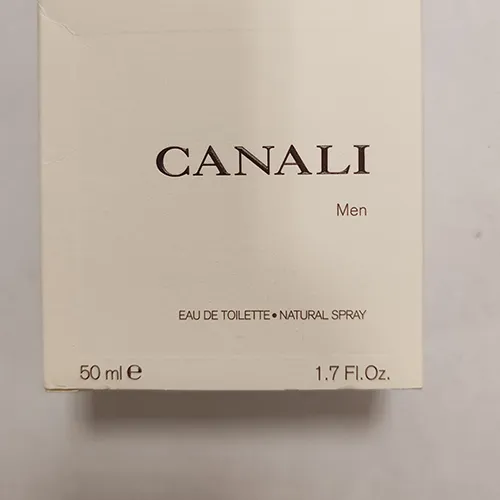 CANALI
Men
EAU DE TOILETTE • NATURAL SPRAY
50 ml ℮ 1.7 Fl.Oz.